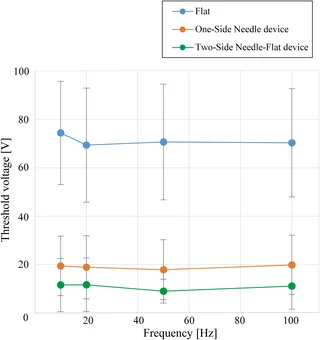 Flat
One-Side Needle device
Two-Side Needle-Flat device
100
80
60
40
20
0
Threshold voltage [V]
20 40 60 80 100
Frequency [Hz]